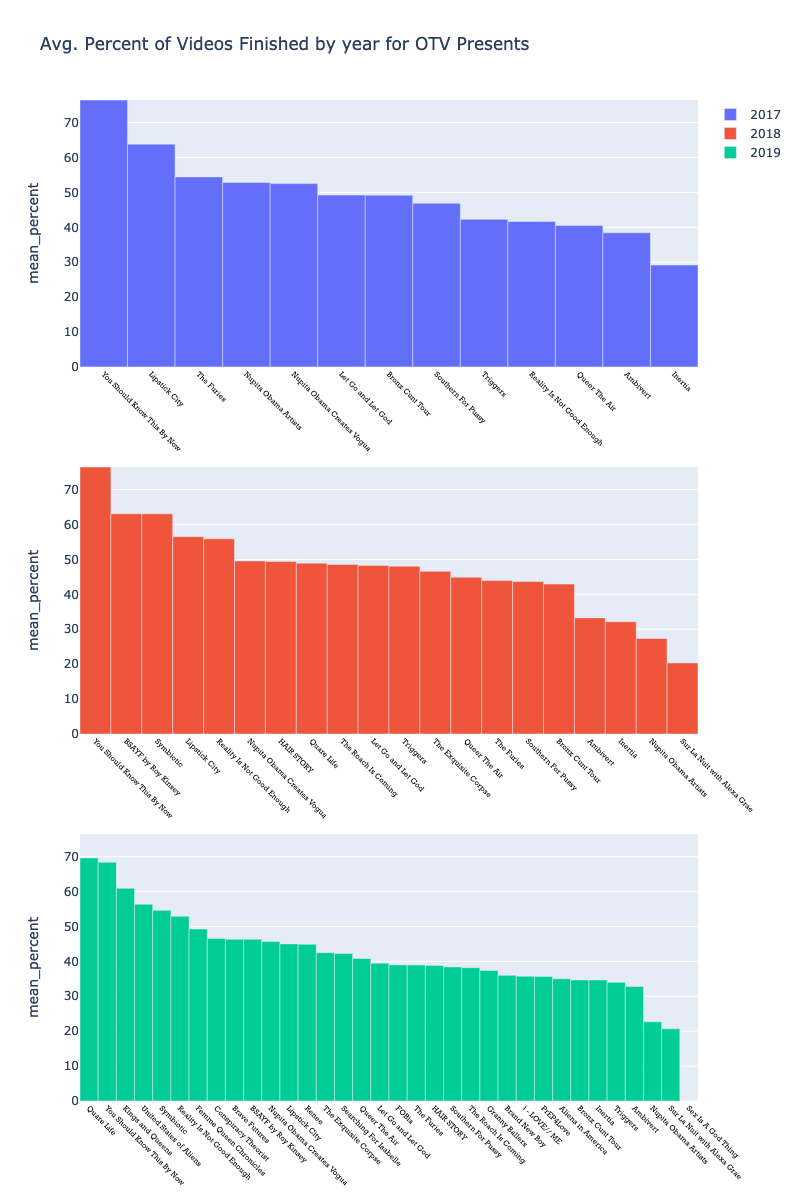 Avg. Percent of Videos Finished by year for OTV Presents
2017
2018
2019
mean_percent
70
60
50
40
30
20
10
0
You Should Know This By Now
Lipstick City
The Furies
Nupita Obama Artists
Nupita Obama Creates Vogua
Let Go and Let God
Bronx Cunt Tour
Southern For Pussy
Triggers
Reality Is Not Good Enough
Queer The Air
Ambivert
Inertia
mean_percent
70
60
50
40
30
20
10
0
You Should Know This By Now
BSAYF by Roy Kinsey
Symbiotic
Lipstick City
Reality Is Not Good Enough
Nupita Obama Creates Vogua
HAIR STORY
Quare Life
The Roach Is Coming
Let Go and Let God
Triggers
The Exquisite Corpse
Queer The Air
The Furies
Southern For Pussy
Bronx Cunt Tour
Ambivert
Inertia
Nupita Obama Artists
Sur La Nuit with Alexa Grae
mean_percent
70
60
50
40
30
20
10
0
Quare Life
You Should Know This By Now
Kings and Queens
United States of Aliens
Symbiotic
Reality Is Not Good Enough
Femme Queen Chronicles
Conspiracy Theorist
Brave Futures
BSAYF by Roy Kinsey
Nupita Obama Creates Vogua
Lipstick City
Renee
The Exquisite Corpse
Searching For Isabelle
Queer The Air
Let Go and Let God
FOBia
The Furies
HAIR STORY
Southern For Pussy
The Roach Is Coming
Granny Ballers
Brand New Boy
i - LOVE// ME
PrEP4Love
Aliens in America
Bronx Cunt Tour
Inertia
Triggers
Ambivert
Nupita Obama Artists
Sur La Nuit with Alexa Grae
Sex Is A God Thing